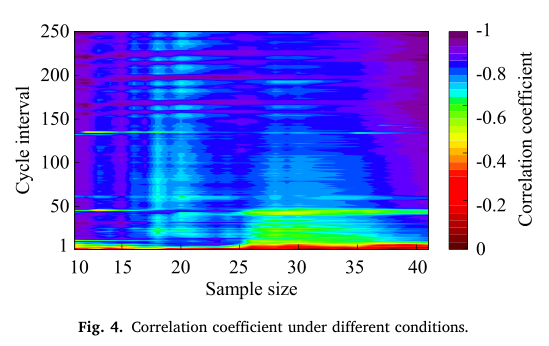 250
200
150
100
50
1
Cycle interval
10 15 20 25 30 35 40
Sample size
-1
-0.8
-0.6
-0.4
-0.2
0
Correlation coefficient
Fig. 4. Correlation coefficient under different conditions.